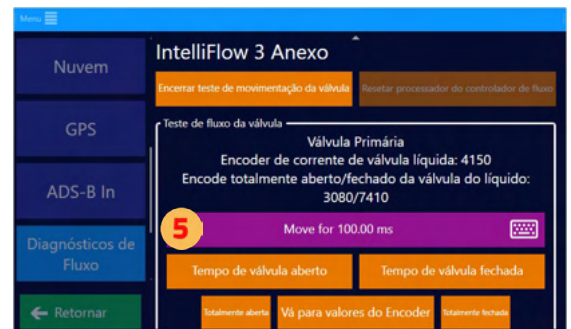 Menu
IntelliFlow 3 Anexo
Nuvem
Encerrar teste de movimentação da válvula
Resetar processador do controlador de fluxo
GPS
Teste de fluxo da válvula
Válvula Primária
Encoder de corrente de válvula líquida: 4150
Encode totalmente aberto/fechado da válvula do líquido:
3080/7410
ADS-B In
5
Move for 100.00 ms
Diagnósticos de
Fluxo
Tempo de válvula aberto
Tempo de válvula fechada
Retornar
Totalmente aberta
Vá para valores do Encoder
Totalmente fechada